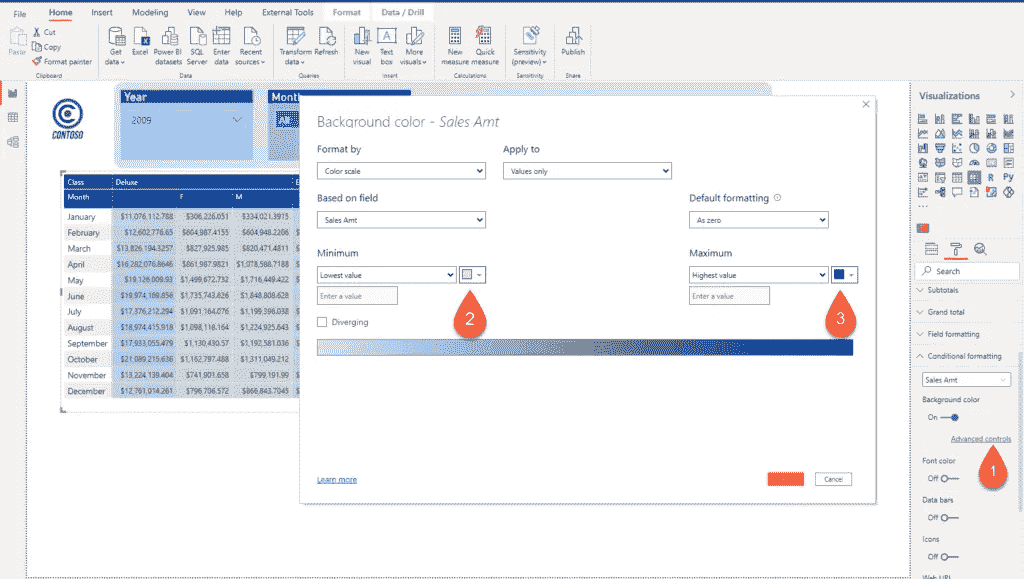 File Home Insert Modeling View Help External Tools Format Data / Drill
Paste
Cut
Copy
Format painter
Clipboard
Get data
Excel
Power BI datasets
SQL Server
Enter data
Recent sources
Data
Transform data
Refresh
Queries
New visual
Text box
More visuals
Insert
New measure
Quick measure
Calculations
Sensitivity (preview)
Sensitivity
Publish
Share
CONTOSO
Year
2009
Month
Class Deluxe
Month F M
January $11,076,112.788 $306,226.051 $334,021.3915
February $12,602,776.65 $604,987.4155 $604,948.2206
March $13,826,194.3257 $827,925.985 $820,471.4811
April $16,282,076.8646 $861,987.9821 $1,078,588.7188
May $19,126,009.93 $1,499,672.732 $1,716,449.422
June $19,974,169.856 $1,735,743.626 $1,848,808.628
July $17,376,212.294 $1,091,164.076 $1,199,396.038
August $18,974,415.918 $1,098,116.164 $1,224,925.643
September $17,933,055.479 $1,130,430.57 $1,192,581.036
October $21,089,215.636 $1,162,797.488 $1,311,049.212
November $13,224,139.404 $741,901.658 $799,191.99
December $12,761,014.261 $796,706.572 $866,843.7045
Background color - Sales Amt
Format by
Color scale
Apply to
Values only
Based on field
Sales Amt
Default formatting
As zero
Minimum
Lowest value
Enter a value
Maximum
Highest value
Enter a value
2
3
Diverging
Learn more
Cancel
Visualizations
R Py
Search
Subtotals
Grand total
Field formatting
Conditional formatting
Sales Amt
Background color
On
Advanced controls
1
Font color
Off
Data bars
Off
Icons
Off
Web URL